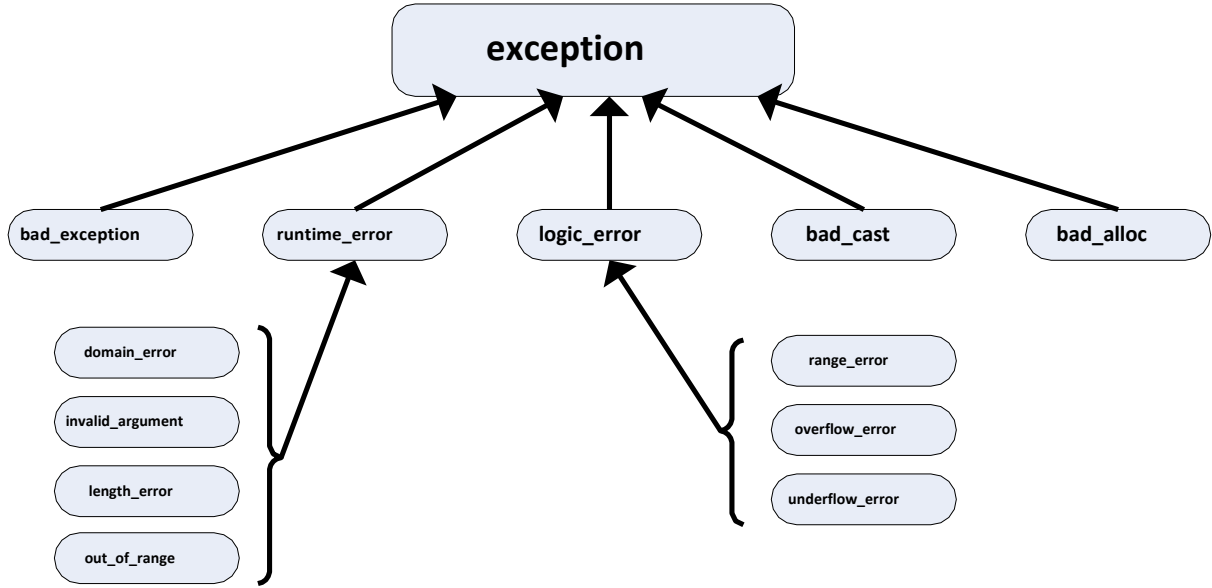 exception
bad_exception
runtime_error
logic_error
bad_cast
bad_alloc
domain_error
invalid_argument
length_error
out_of_range
range_error
overflow_error
underflow_error